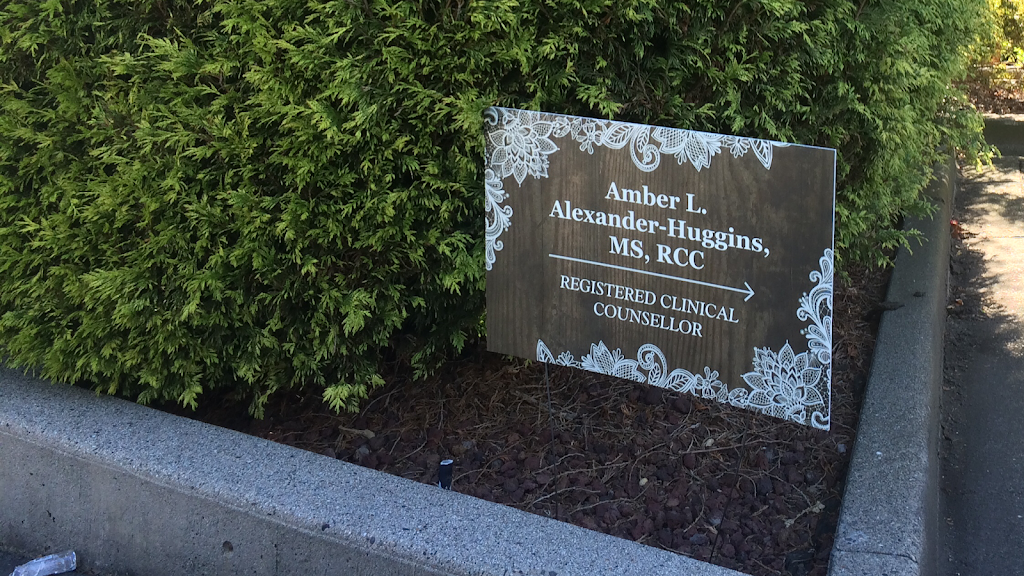 Amber L.
Alexander-Huggins,
MS, RCC
REGISTERED CLINICAL
COUNSELLOR